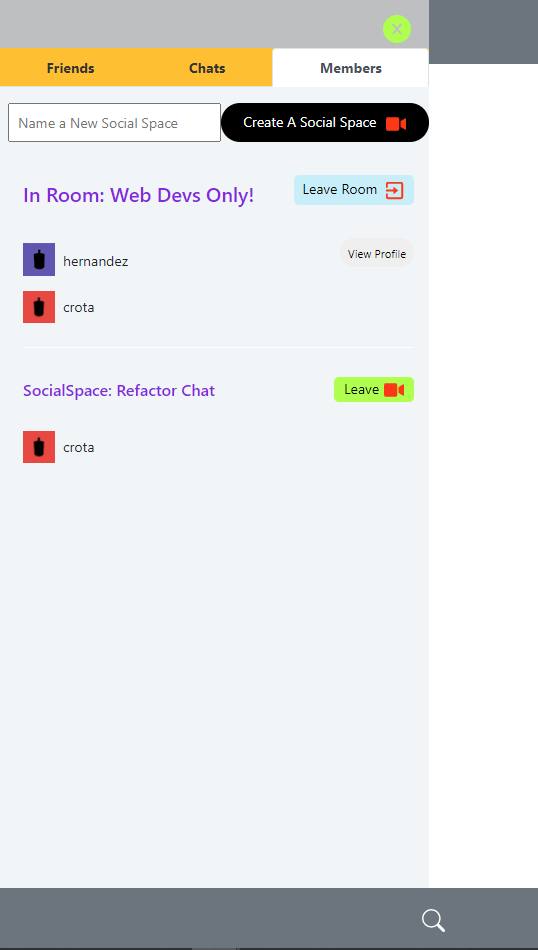 Friends Chats Members
Name a New Social Space Create A Social Space
In Room: Web Devs Only! Leave Room
hernandez View Profile
crota
SocialSpace: Refactor Chat Leave
crota